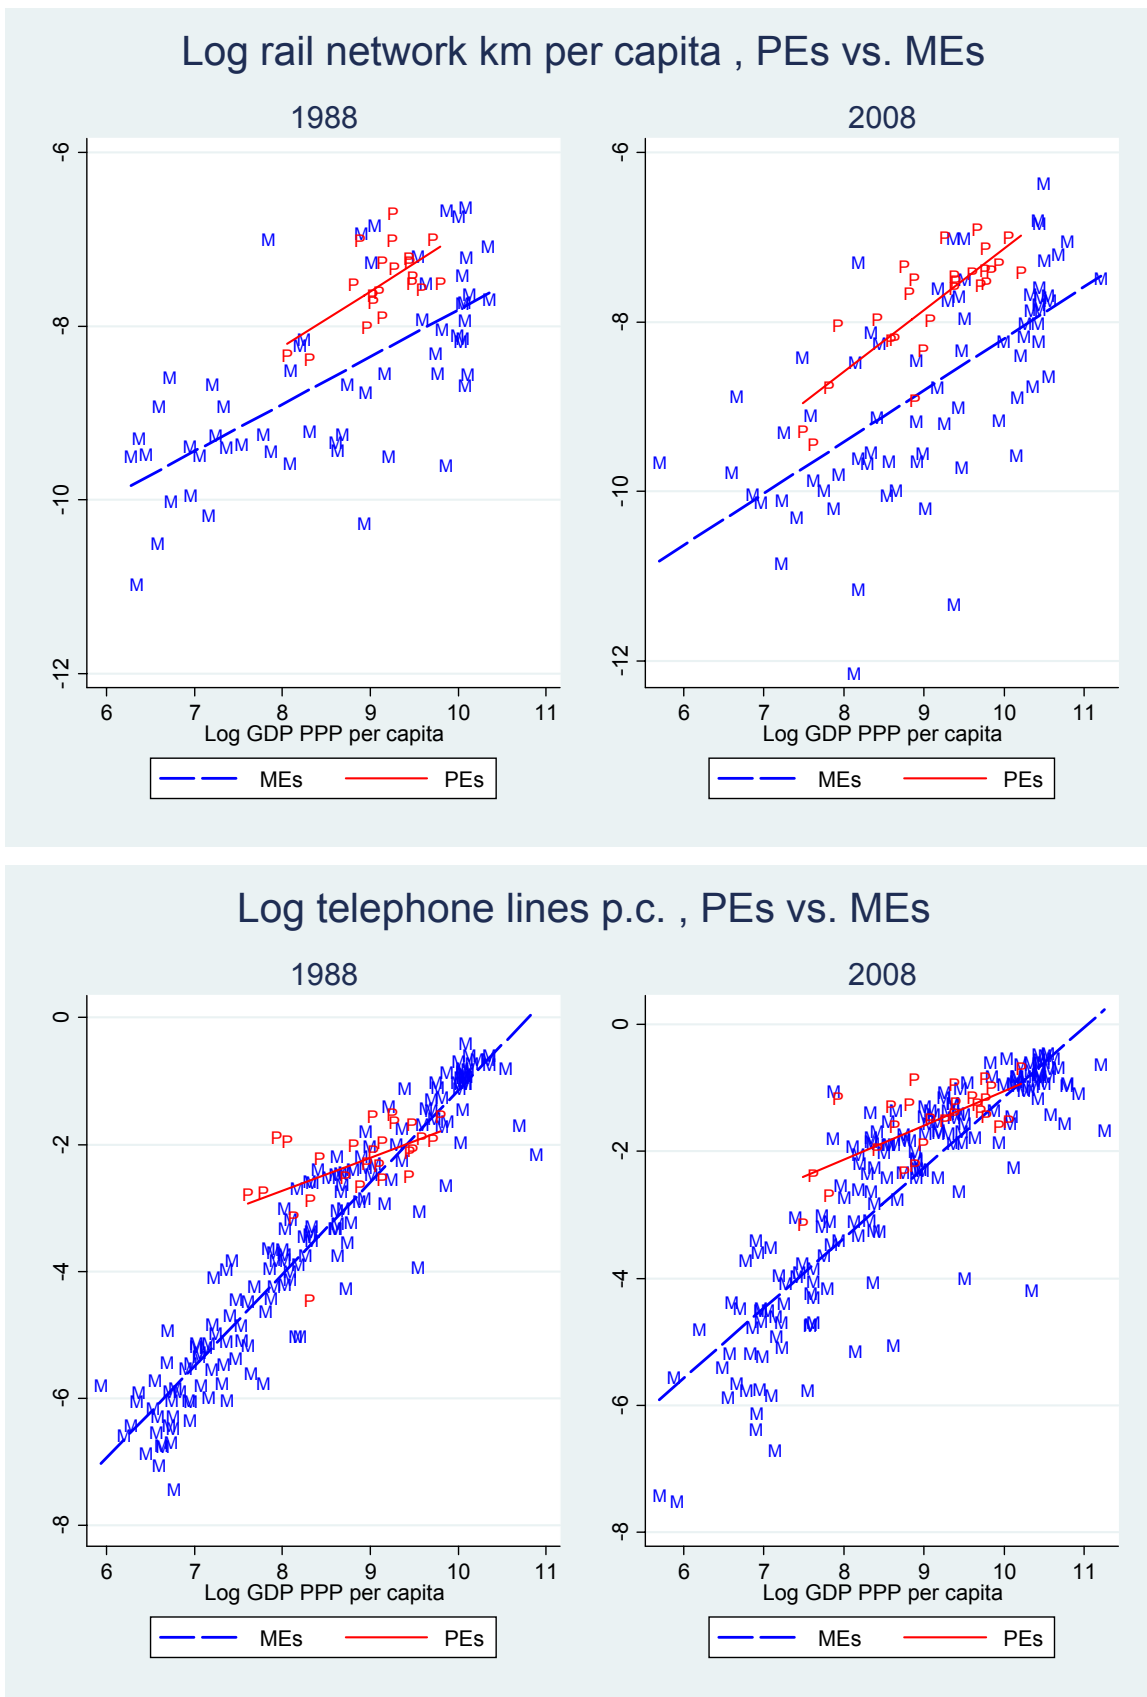 Log rail network km per capita , PEs vs. MEs
1988 2008
-6 -6
-8 -8
-10 -10
-12 -12
6 7 8 9 10 11 6 7 8 9 10 11
Log GDP PPP per capita Log GDP PPP per capita
MEs PEs MEs PEs
Log telephone lines p.c. , PEs vs. MEs
1988 2008
0 0
-2 -2
-4 -4
-6 -6
-8 -8
6 7 8 9 10 11 6 7 8 9 10 11
Log GDP PPP per capita Log GDP PPP per capita
MEs PEs MEs PEs